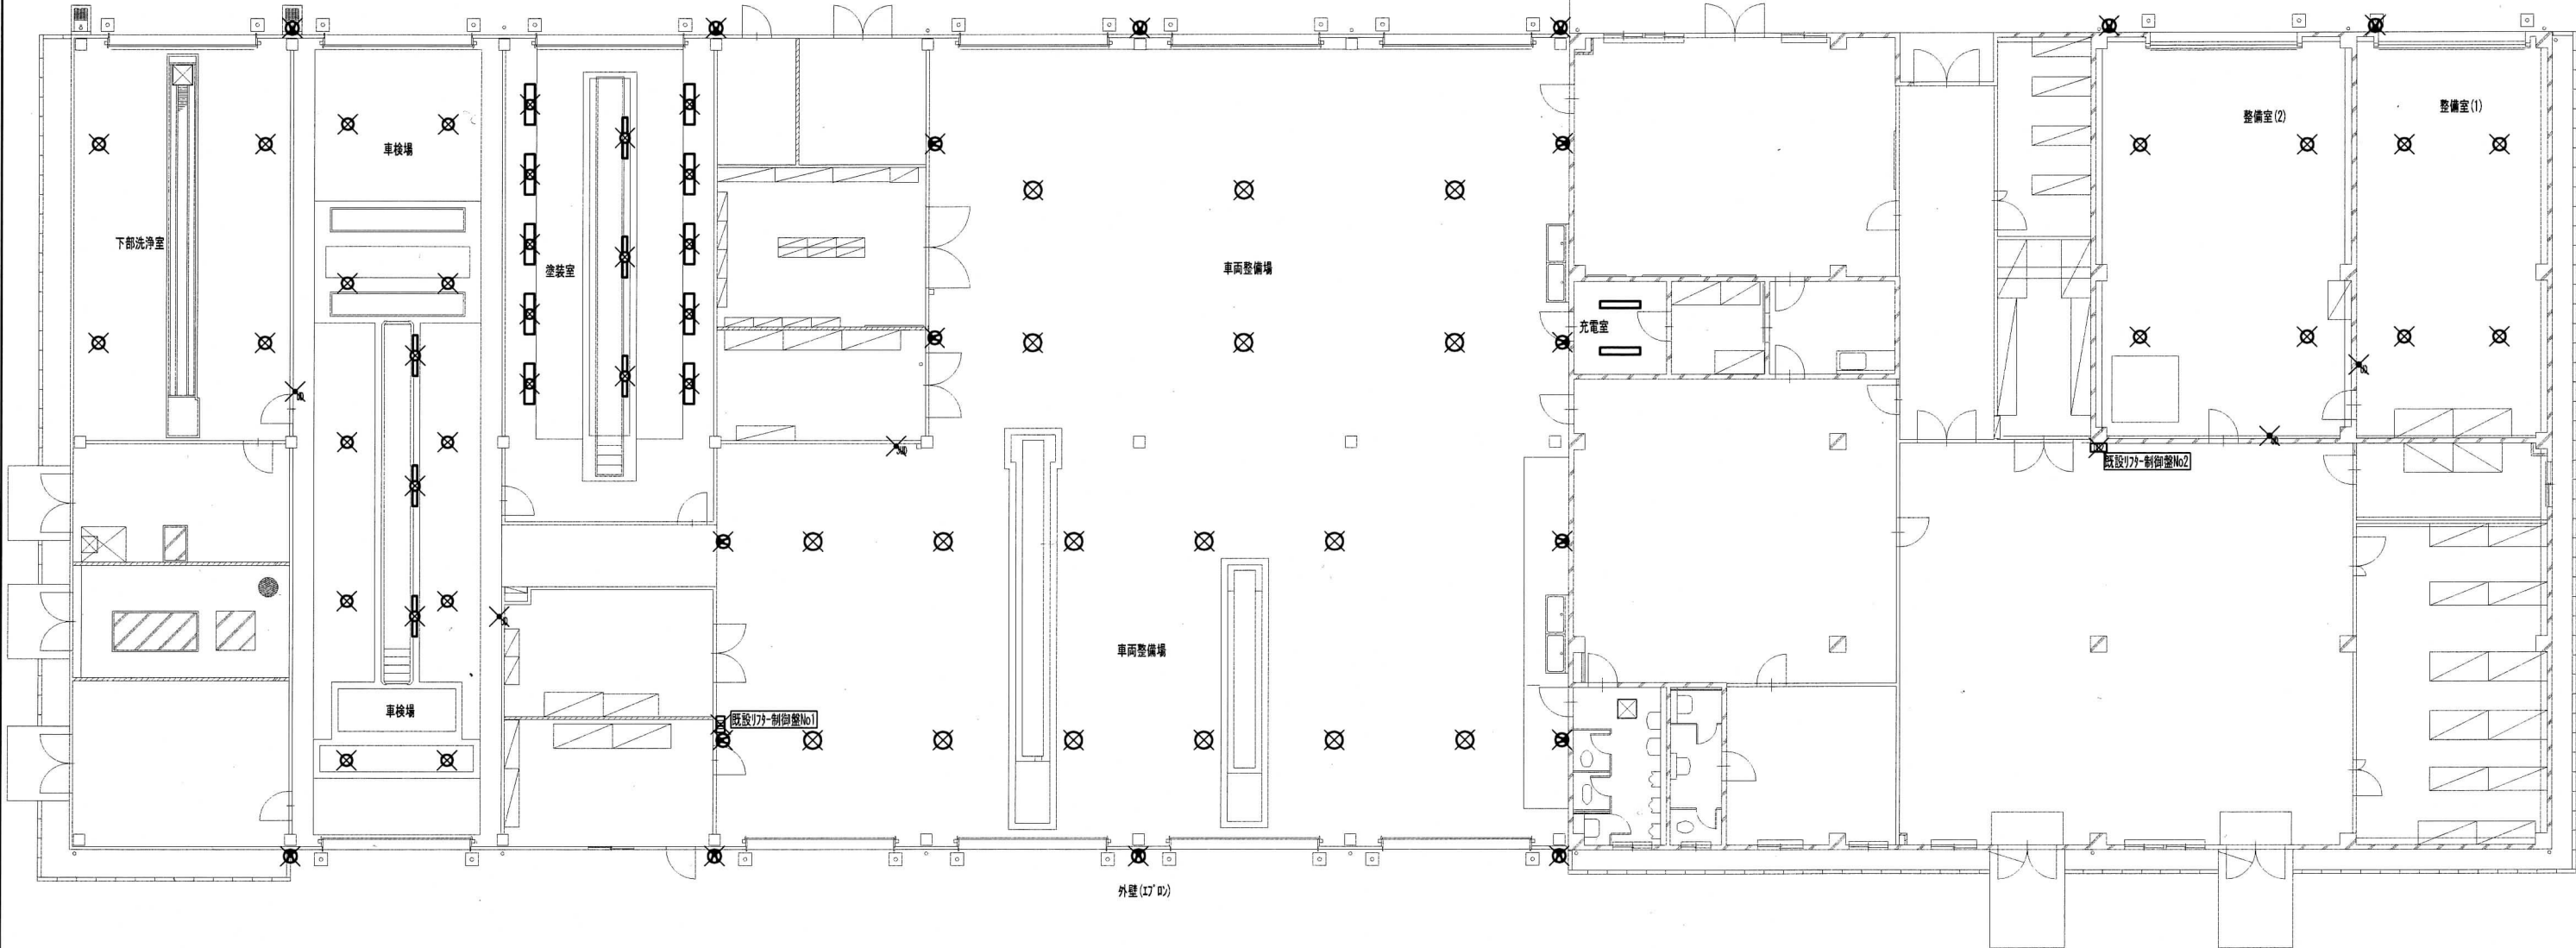 整備室(1)
整備室(2)
車検場
下部洗浄室
塗装室
車両整備場
充電室
既設リフター制御盤No2
車両整備場
車検場
既設リフター制御盤No1
外壁(エプロン)